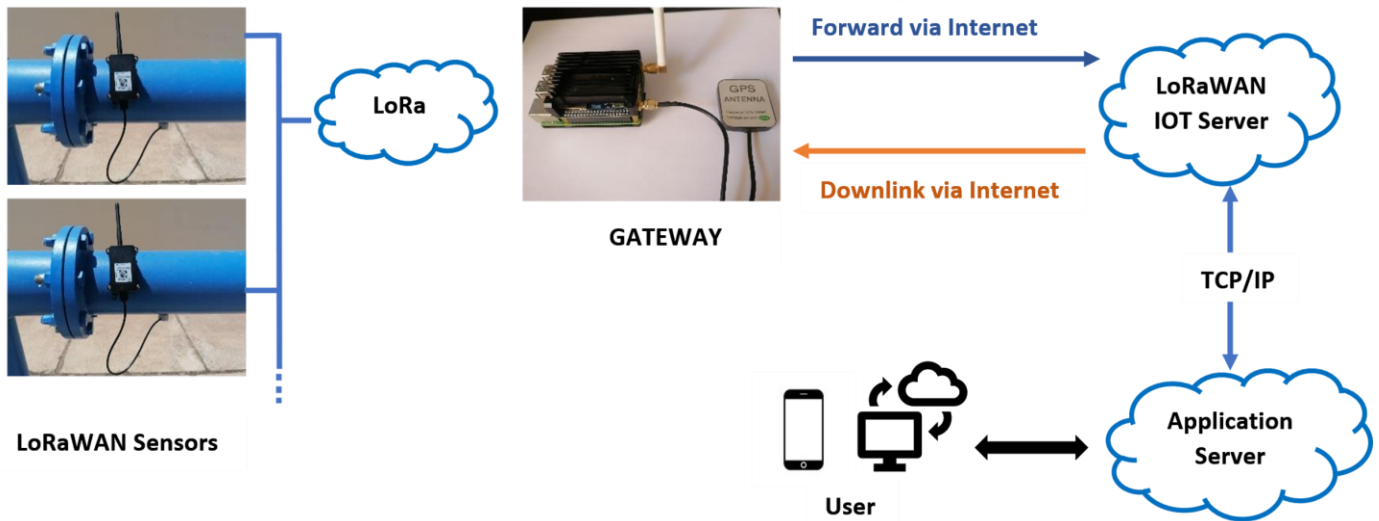 Forward via Internet
LoRa
GPS
ANTENNA
LoRaWAN
IOT Server
Downlink via Internet
GATEWAY
TCP/IP
LoRaWAN Sensors
Application
Server
User